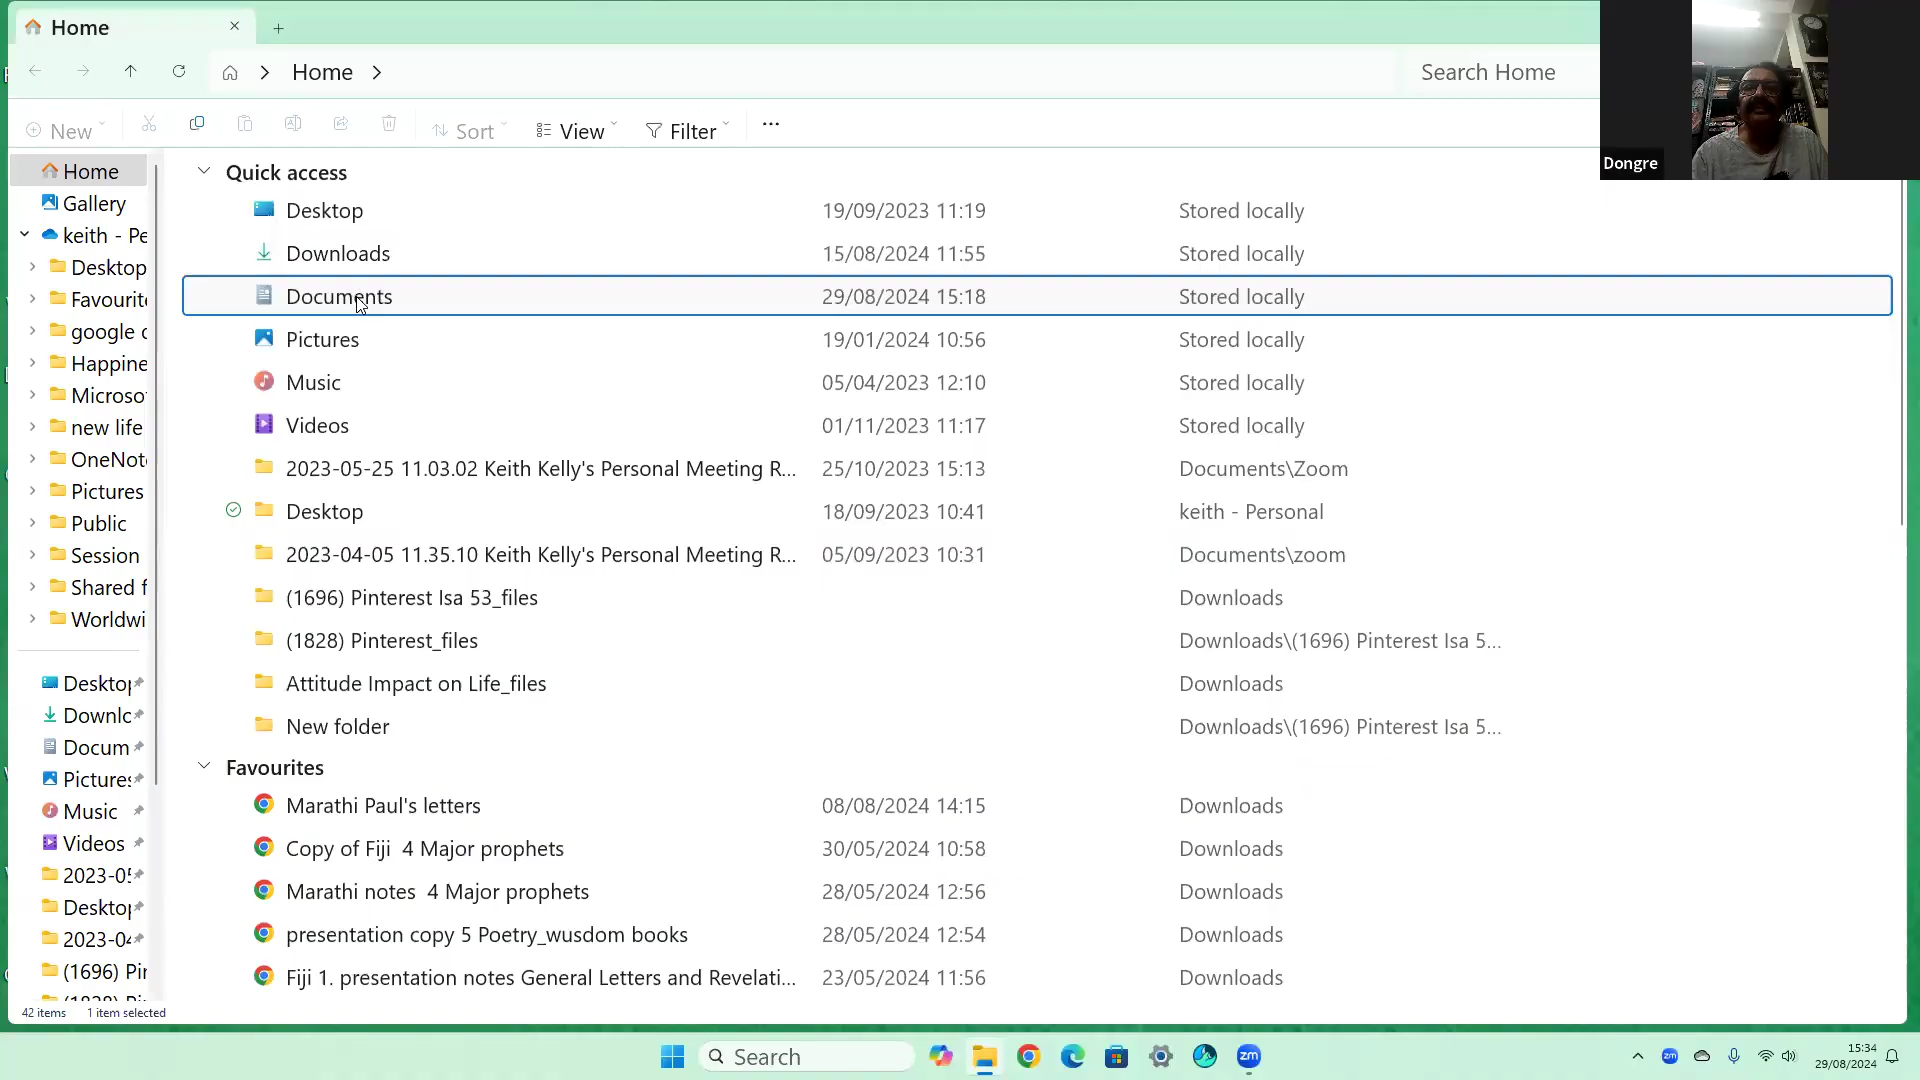 Home
Home
Search Home
New
Sort
View
Filter
Dongre
Home
Gallery
keith - Pe
Desktop
Favourit
google
Happine
Microso
new life
OneNot
Pictures
Public
Session
Shared f
Worldwi
Desktop
Downlo
Docum
Pictures
Music
Videos
2023-05
Desktop
2023-04
(1696) Pir
Quick access
Desktop 19/09/2023 11:19 Stored locally
Downloads 15/08/2024 11:55 Stored locally
Documents 29/08/2024 15:18 Stored locally
Pictures 19/01/2024 10:56 Stored locally
Music 05/04/2023 12:10 Stored locally
Videos 01/11/2023 11:17 Stored locally
2023-05-25 11.03.02 Keith Kelly's Personal Meeting R... 25/10/2023 15:13 Documents\Zoom
Desktop 18/09/2023 10:41 keith - Personal
2023-04-05 11.35.10 Keith Kelly's Personal Meeting R... 05/09/2023 10:31 Documents\zoom
(1696) Pinterest Isa 53_files Downloads
(1828) Pinterest_files Downloads\(1696) Pinterest Isa 5...
Attitude Impact on Life_files Downloads
New folder Downloads\(1696) Pinterest Isa 5...
Favourites
Marathi Paul's letters 08/08/2024 14:15 Downloads
Copy of Fiji 4 Major prophets 30/05/2024 10:58 Downloads
Marathi notes 4 Major prophets 28/05/2024 12:56 Downloads
presentation copy 5 Poetry_wusdom books 28/05/2024 12:54 Downloads
Fiji 1. presentation notes General Letters and Revelati... 23/05/2024 11:56 Downloads
42 items 1 item selected
Search
zm
zm
15:34
29/08/2024